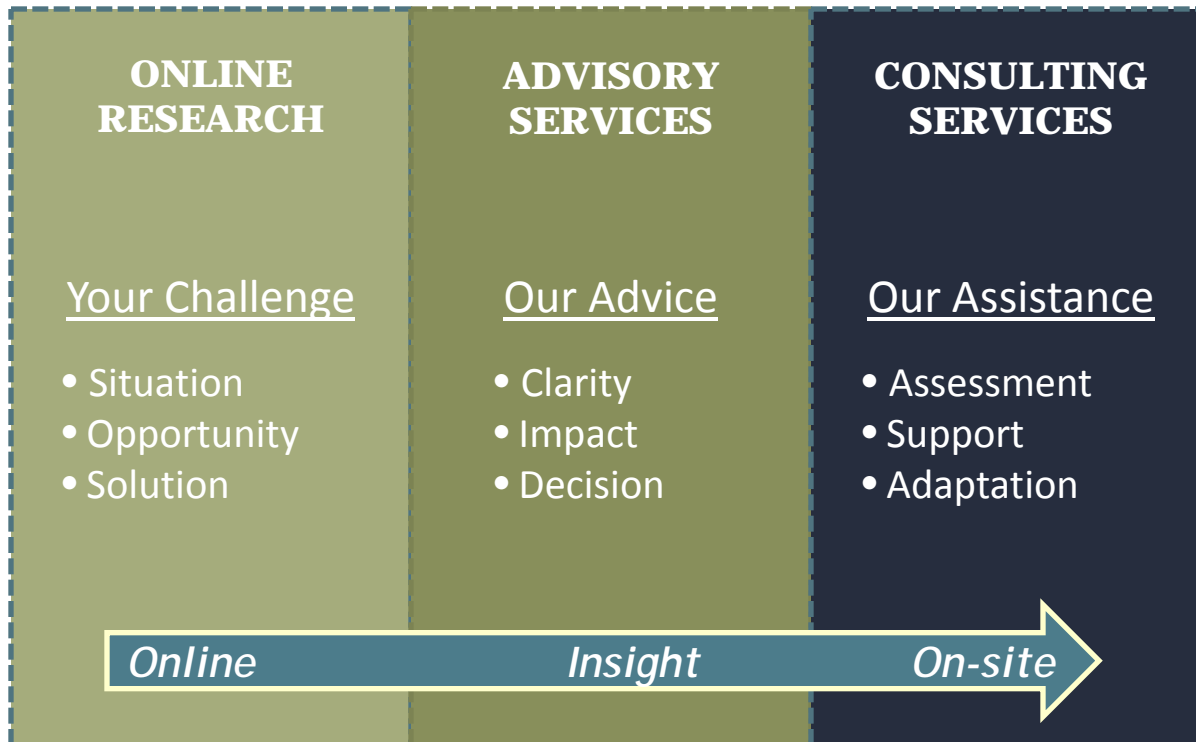 ONLINE
RESEARCH
Your Challenge
• Situation
• Opportunity
• Solution
ADVISORY
SERVICES
Our Advice
• Clarity
• Impact
• Decision
CONSULTING
SERVICES
Our Assistance
• Assessment
• Support
• Adaptation
Online Insight On-site